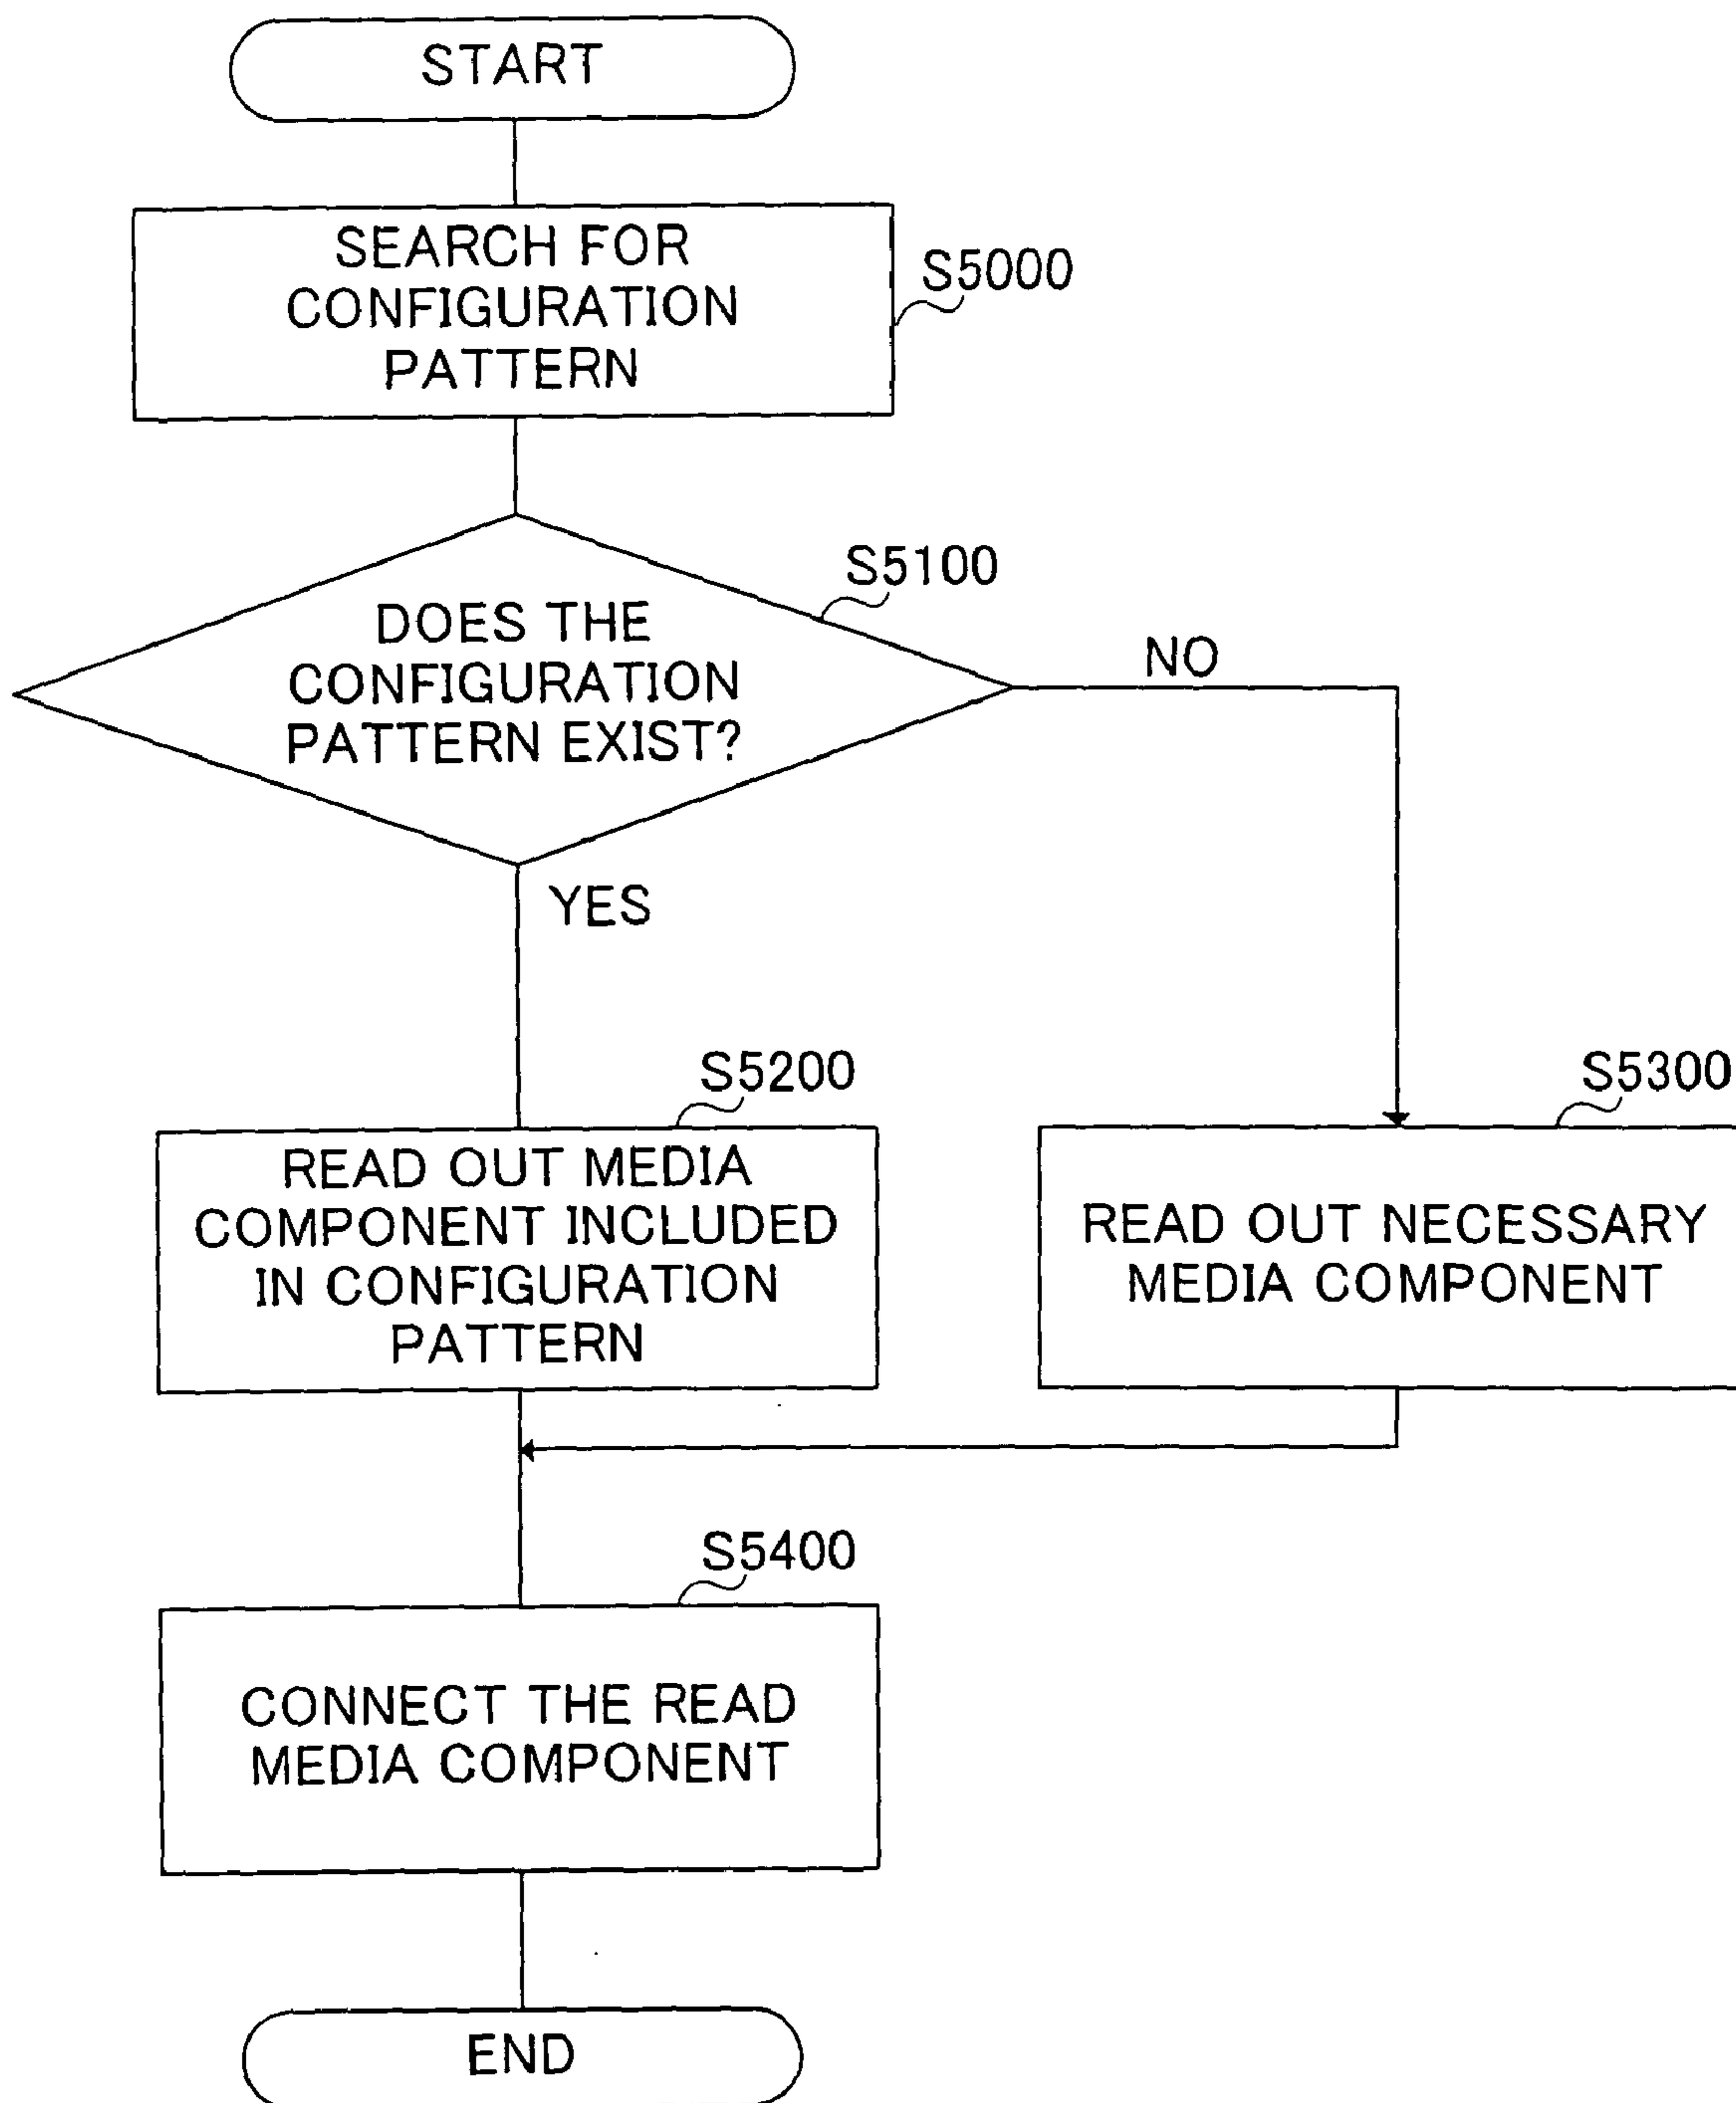 START
SEARCH FOR
CONFIGURATION
PATTERN
S5000
DOES THE
CONFIGURATION
PATTERN EXIST?
S5100
NO
YES
S5200
READ OUT MEDIA
COMPONENT INCLUDED
IN CONFIGURATION
PATTERN
S5300
READ OUT NECESSARY
MEDIA COMPONENT
S5400
CONNECT THE READ
MEDIA COMPONENT
END